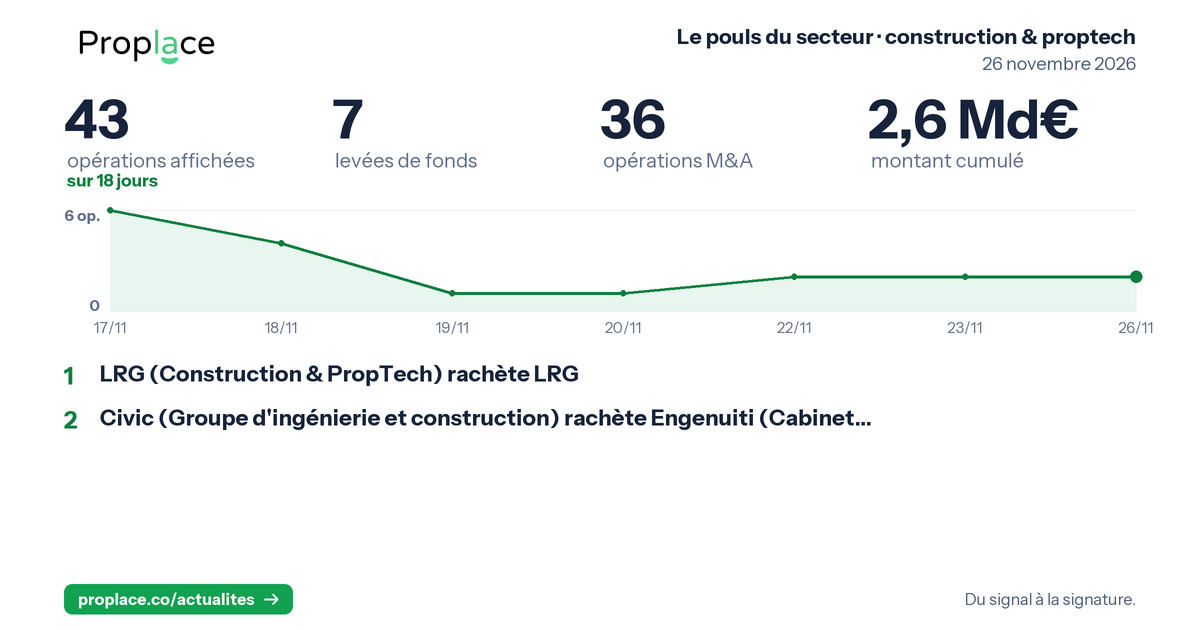 Proplace
Le pouls du secteur · construction & proptech
26 novembre 2026
43
opérations affichées
sur 18 jours
7
levées de fonds
36
opérations M&A
2,6 Md€
montant cumulé
6 op.
0
17/11
18/11
19/11
20/11
22/11
23/11
26/11
1 LRG (Construction & PropTech) rachète LRG
2 Civic (Groupe d'ingénierie et construction) rachète Engenuiti (Cabinet...
proplace.co/actualites →
Du signal à la signature.